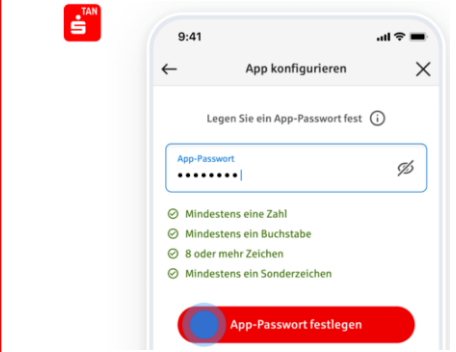 TAN
9:41
App konfigurieren
Legen Sie ein App-Passwort fest
App-Passwort
••••••••
Mindestens eine Zahl
Mindestens ein Buchstabe
8 oder mehr Zeichen
Mindestens ein Sonderzeichen
App-Passwort festlegen